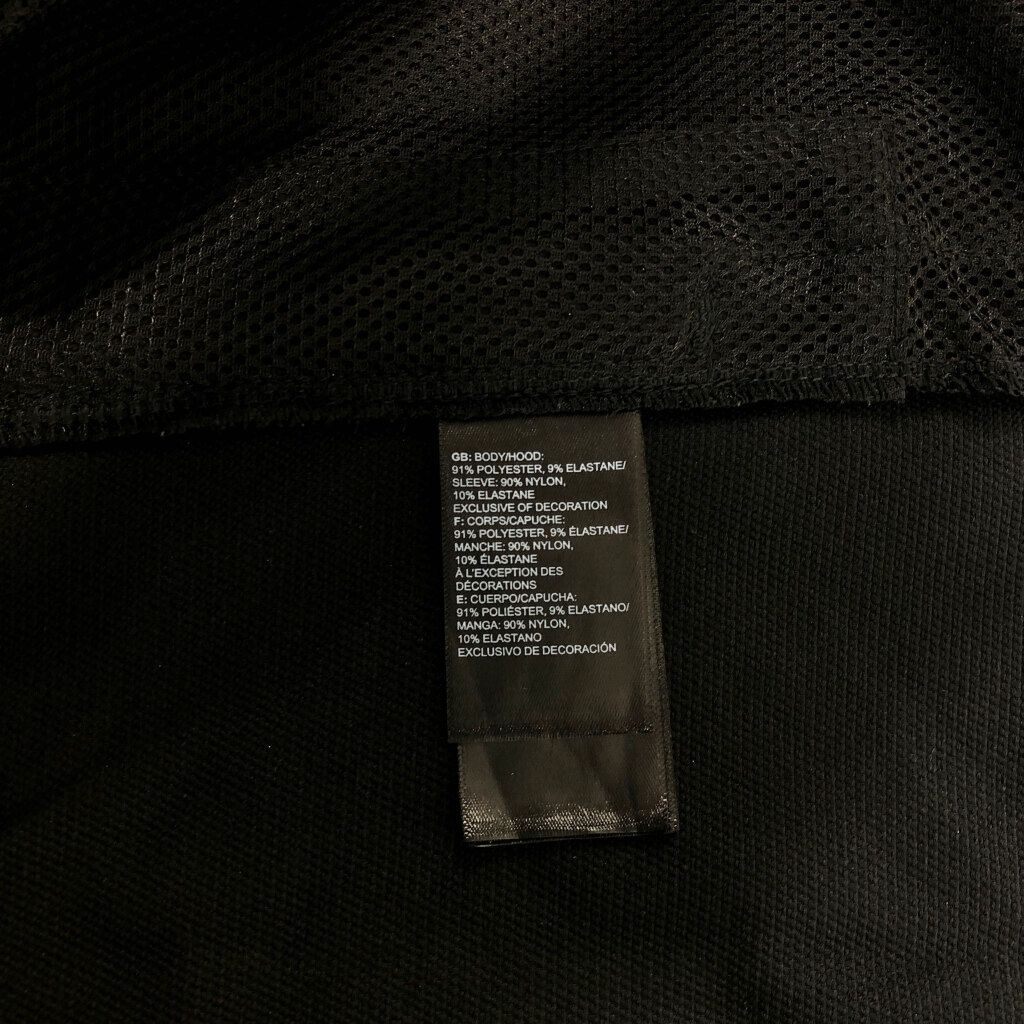 GB: BODY/HOOD:
91% POLYESTER, 9% ELASTANE/
SLEEVE: 90% NYLON,
10% ELASTANE
EXCLUSIVE OF DECORATION
F: CORPS/CAPUCHE:
91% POLYESTER, 9% ÉLASTANE/
MANCHE: 90% NYLON,
10% ÉLASTANE
À L'EXCEPTION DES
DÉCORATIONS
E: CUERPO/CAPUCHA:
91% POLIÉSTER, 9% ELASTANO/
MANGA: 90% NYLON,
10% ELASTANO
EXCLUSIVO DE DECORACIÓN